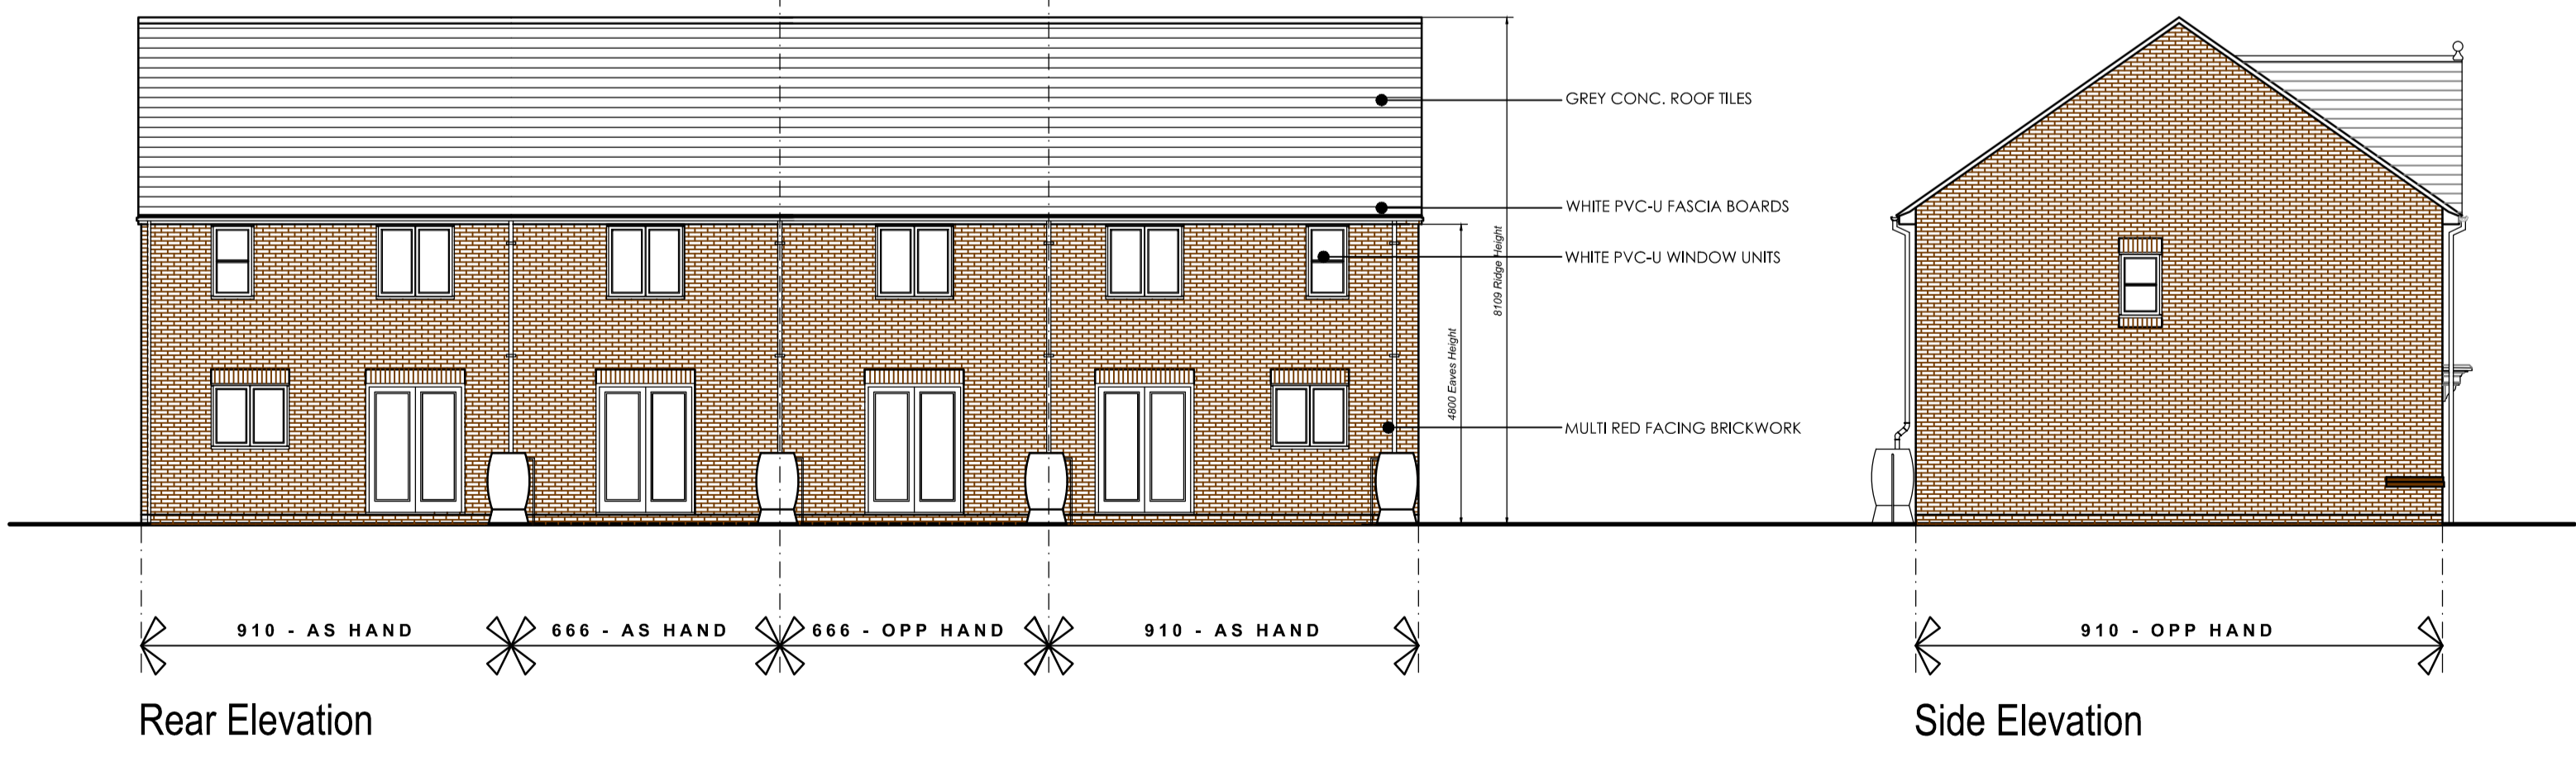 GREY CONC. ROOF TILES
WHITE PVC-U FASCIA BOARDS
WHITE PVC-U WINDOW UNITS
8109 Ridge Height
4800 Eaves Height
MULTI RED FACING BRICKWORK
910 - AS HAND
666 - AS HAND
666 - OPP HAND
910 - AS HAND
910 - OPP HAND
Rear Elevation
Side Elevation